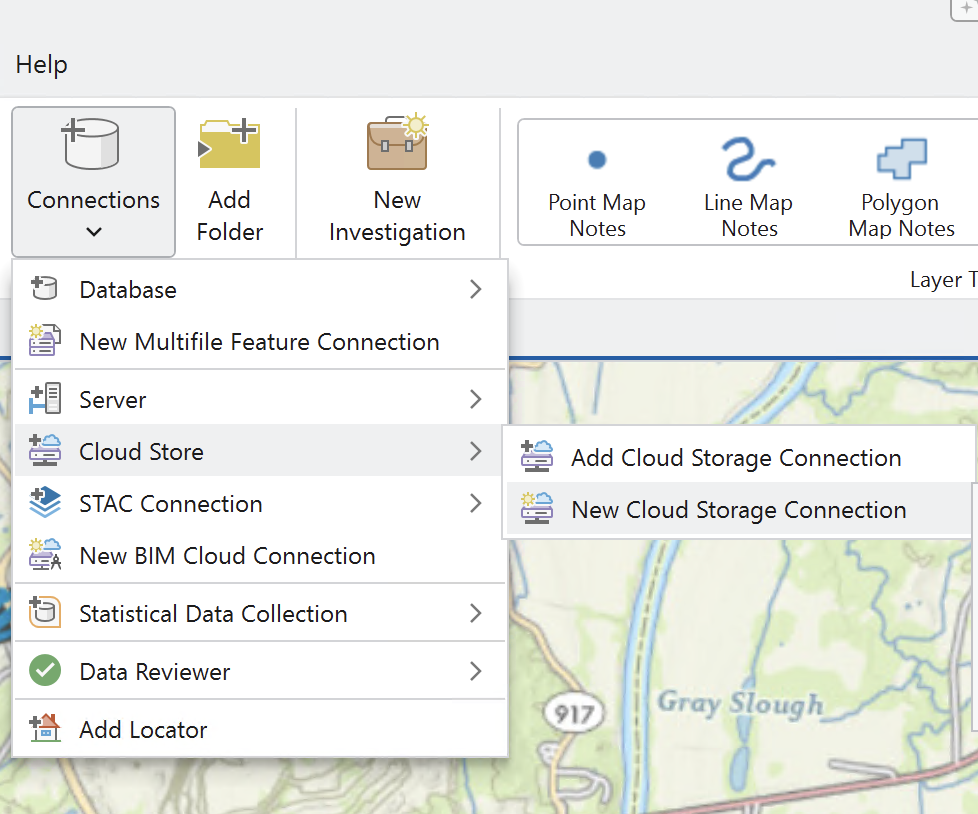 Help
Connections
Add
Folder
New
Investigation
Point Map
Notes
Line Map
Notes
Polygon
Map Notes
Layer T
Database
New Multifile Feature Connection
Server
Cloud Store
Add Cloud Storage Connection
New Cloud Storage Connection
STAC Connection
New BIM Cloud Connection
Statistical Data Collection
Data Reviewer
Add Locator
917
Gray Slough